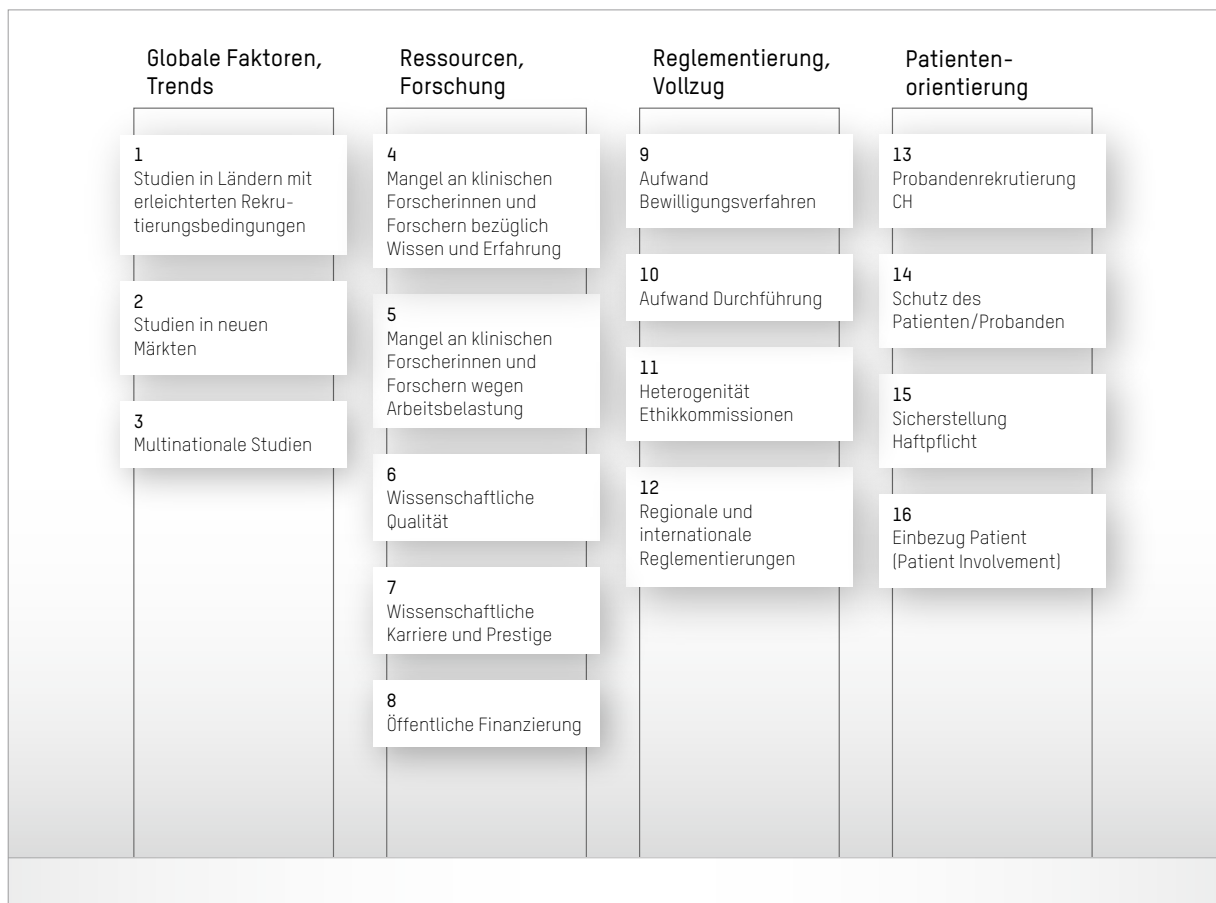 Globale Faktoren,
Trends
1
Studien in Ländern mit
erleichterten Rekru-
tierungsbedingungen
2
Studien in neuen
Märkten
3
Multinationale Studien
Ressourcen,
Forschung
4
Mangel an klinischen
Forscherinnen und
Forschern bezüglich
Wissen und Erfahrung
5
Mangel an klinischen
Forscherinnen und
Forschern wegen
Arbeitsbelastung
6
Wissenschaftliche
Qualität
7
Wissenschaftliche
Karriere und Prestige
8
Öffentliche Finanzierung
Reglementierung,
Vollzug
9
Aufwand
Bewilligungsverfahren
10
Aufwand Durchführung
11
Heterogenität
Ethikkommissionen
12
Regionale und
internationale
Reglementierungen
Patienten-
orientierung
13
Probandenrekrutierung
CH
14
Schutz des
Patienten/Probanden
15
Sicherstellung
Haftpflicht
16
Einbezug Patient
(Patient Involvement)